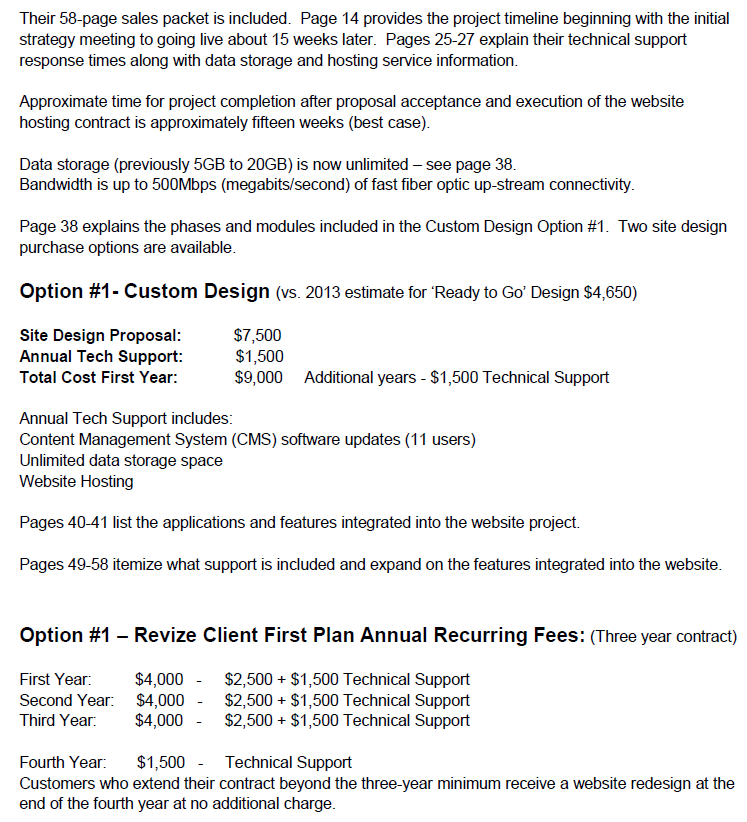 Their 58-page sales packet is included.  Page 14 provides the project timeline beginning with the initial
strategy meeting to going live about 15 weeks later.  Pages 25-27 explain their technical support
response times along with data storage and hosting service information.
Approximate time for project completion after proposal acceptance and execution of the website
hosting contract is approximately fifteen weeks (best case).
Data storage (previously 5GB to 20GB) is now unlimited – see page 38.
Bandwidth is up to 500Mbps (megabits/second) of fast fiber optic up-stream connectivity.
Page 38 explains the phases and modules included in the Custom Design Option #1.  Two site design
purchase options are available.
Option #1- Custom Design (vs. 2013 estimate for ‘Ready to Go’ Design $4,650)
Site Design Proposal: $7,500
Annual Tech Support: $1,500
Total Cost First Year: $9,000 Additional years - $1,500 Technical Support
Annual Tech Support includes:
Content Management System (CMS) software updates (11 users)
Unlimited data storage space
Website Hosting
Pages 40-41 list the applications and features integrated into the website project.
Pages 49-58 itemize what support is included and expand on the features integrated into the website.
Option #1 – Revize Client First Plan Annual Recurring Fees: (Three year contract)
First Year: $4,000 - $2,500 + $1,500 Technical Support
Second Year: $4,000 - $2,500 + $1,500 Technical Support
Third Year: $4,000 - $2,500 + $1,500 Technical Support
Fourth Year: $1,500 - Technical Support
Customers who extend their contract beyond the three-year minimum receive a website redesign at the
end of the fourth year at no additional charge.